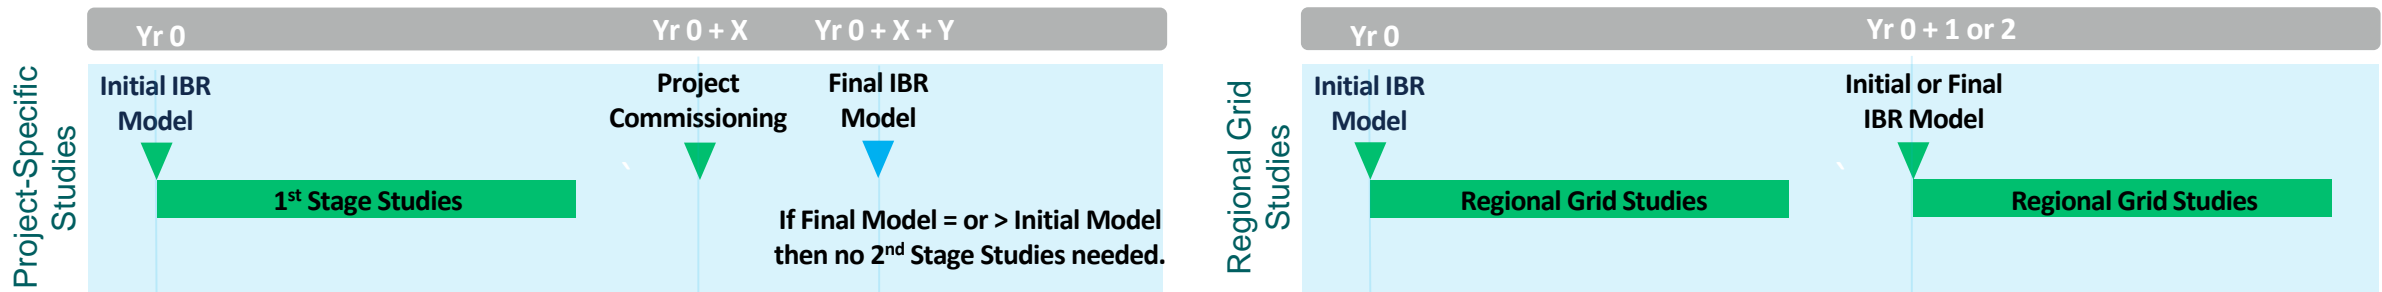 Yr 0
Yr 0 + X
Yr 0 + X + Y
Project-Specific
Studies
Initial IBR
Model
Project
Commissioning
Final IBR
Model
1st Stage Studies
If Final Model = or > Initial Model
then no 2nd Stage Studies needed.
Yr 0
Yr 0 + 1 or 2
Regional Grid
Studies
Initial IBR
Model
Initial or Final
IBR Model
Regional Grid Studies
Regional Grid Studies